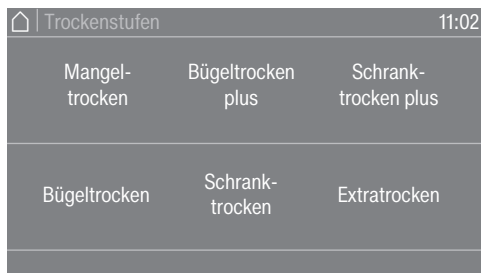 Trockenstufen 11:02
Mangel-
trocken
Bügeltrocken
plus
Schrank-
trocken plus
Bügeltrocken
Schrank-
trocken
Extratrocken